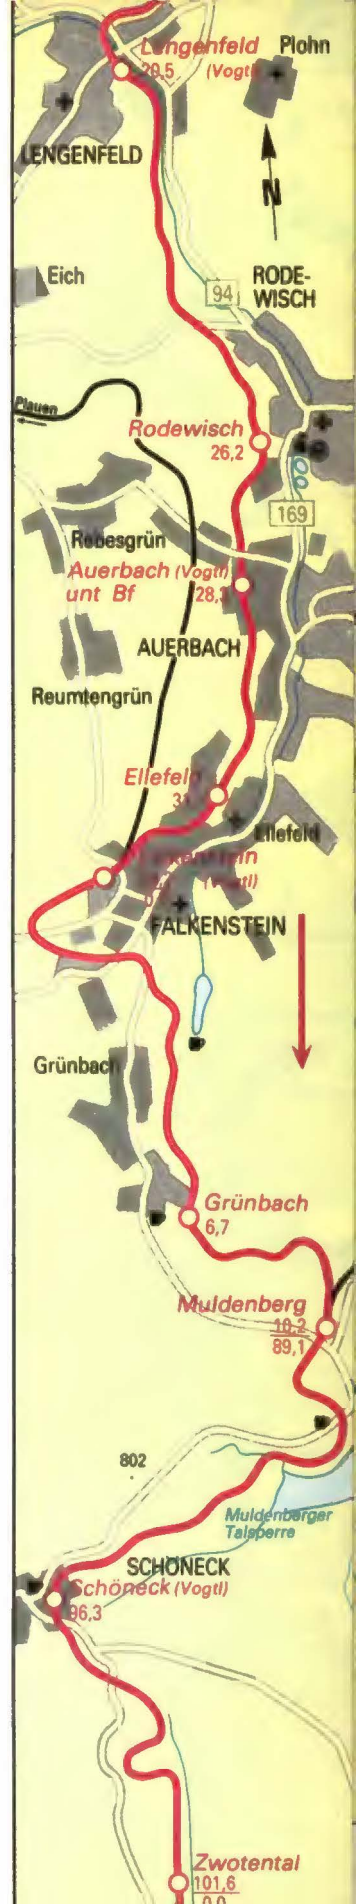 Lengenfeld
(Vogtl)
20,5
Plohn
LENGENFELD
N
Eich
94
RODE-
WISCH
Plauen
Rodewisch
26,2
169
Rebesgrün
Auerbach (Vogtl)
unt Bf
28,3
AUERBACH
Reumtengrün
Ellefeld
Ellefeld
(Vogtl)
FALKENSTEIN
Grünbach
Grünbach
6,7
Muldenberg
10,2
89,1
802
Muldenberger
Talsperre
SCHÖNECK
Schöneck (Vogtl)
96,3
Zwotental
101,6
0,0